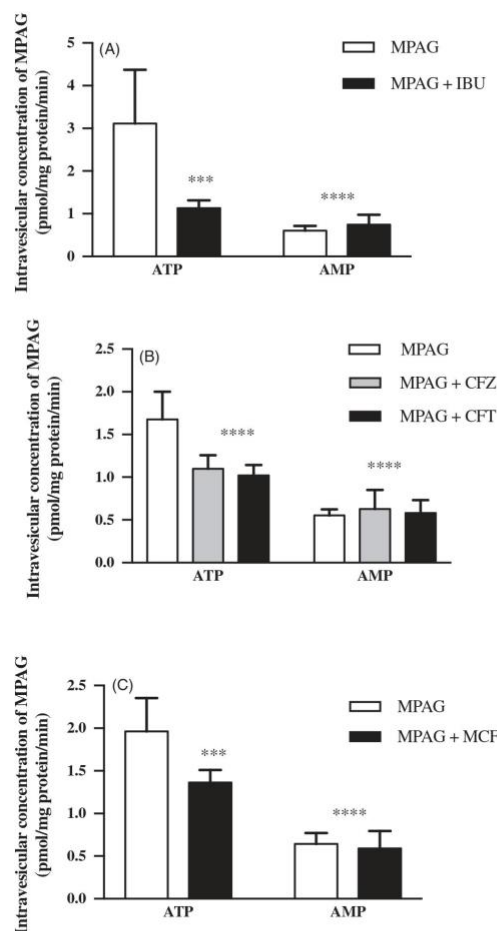 (A)
MPAG
MPAG + IBU
Intravesicular concentration of MPAG
(pmol/mg protein/min)
5
4
3
2
1
0
***
****
ATP
AMP
(B)
MPAG
MPAG + CFZ
MPAG + CFT
Intravesicular concentration of MPAG
(pmol/mg protein/min)
2.5
2.0
1.5
1.0
0.5
0.0
****
****
ATP
AMP
(C)
MPAG
MPAG + MCF
Intravesicular concentration of MPAG
(pmol/mg protein/min)
2.5
2.0
1.5
1.0
0.5
0.0
***
****
ATP
AMP